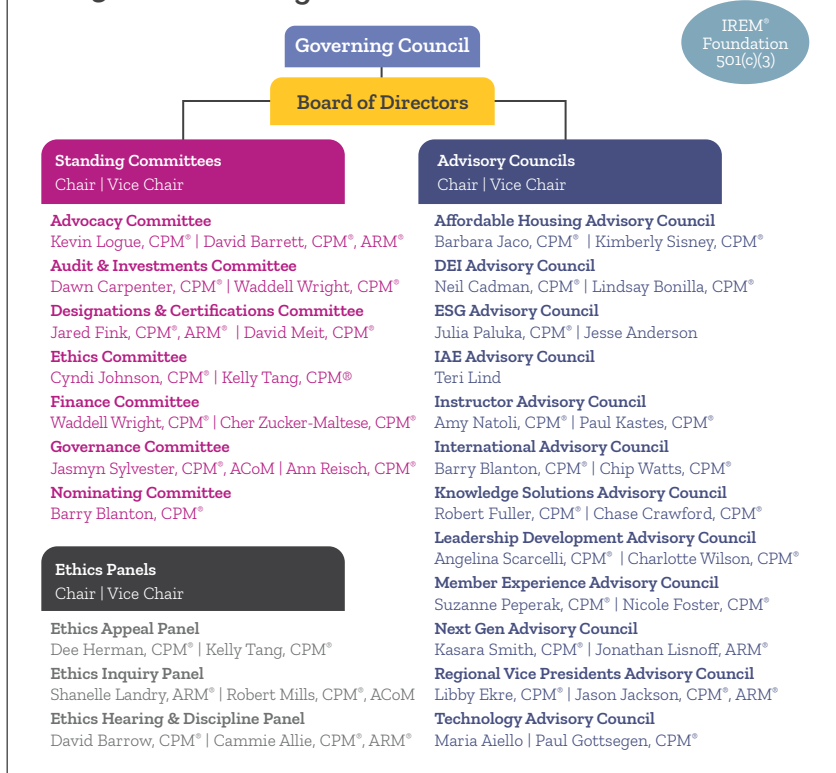 Governing Council
IREM®
Foundation
501(c)(3)
Board of Directors
Standing Committees
Chair | Vice Chair
Advocacy Committee
Kevin Logue, CPM® | David Barrett, CPM®, ARM®
Audit & Investments Committee
Dawn Carpenter, CPM® | Waddell Wright, CPM®
Designations & Certifications Committee
Jared Fink, CPM®, ARM® | David Meit, CPM®
Ethics Committee
Cyndi Johnson, CPM® | Kelly Tang, CPM®
Finance Committee
Waddell Wright, CPM® | Cher Zucker-Maltese, CPM®
Governance Committee
Jasmyn Sylvester, CPM®, ACoM | Ann Reisch, CPM®
Nominating Committee
Barry Blanton, CPM®
Ethics Panels
Chair | Vice Chair
Ethics Appeal Panel
Dee Herman, CPM® | Kelly Tang, CPM®
Ethics Inquiry Panel
Shanelle Landry, ARM® | Robert Mills, CPM®, ACoM
Ethics Hearing & Discipline Panel
David Barrow, CPM® | Cammie Allie, CPM®, ARM®
Advisory Councils
Chair | Vice Chair
Affordable Housing Advisory Council
Barbara Jaco, CPM® | Kimberly Sisney, CPM®
DEI Advisory Council
Neil Cadman, CPM® | Lindsay Bonilla, CPM®
ESG Advisory Council
Julia Paluka, CPM® | Jesse Anderson
IAE Advisory Council
Teri Lind
Instructor Advisory Council
Amy Natoli, CPM® | Paul Kastes, CPM®
International Advisory Council
Barry Blanton, CPM® | Chip Watts, CPM®
Knowledge Solutions Advisory Council
Robert Fuller, CPM® | Chase Crawford, CPM®
Leadership Development Advisory Council
Angelina Scarcelli, CPM® | Charlotte Wilson, CPM®
Member Experience Advisory Council
Suzanne Peperak, CPM® | Nicole Foster, CPM®
Next Gen Advisory Council
Kasara Smith, CPM® | Jonathan Lisnoff, ARM®
Regional Vice Presidents Advisory Council
Libby Ekre, CPM® | Jason Jackson, CPM®, ARM®
Technology Advisory Council
Maria Aiello | Paul Gottsegen, CPM®